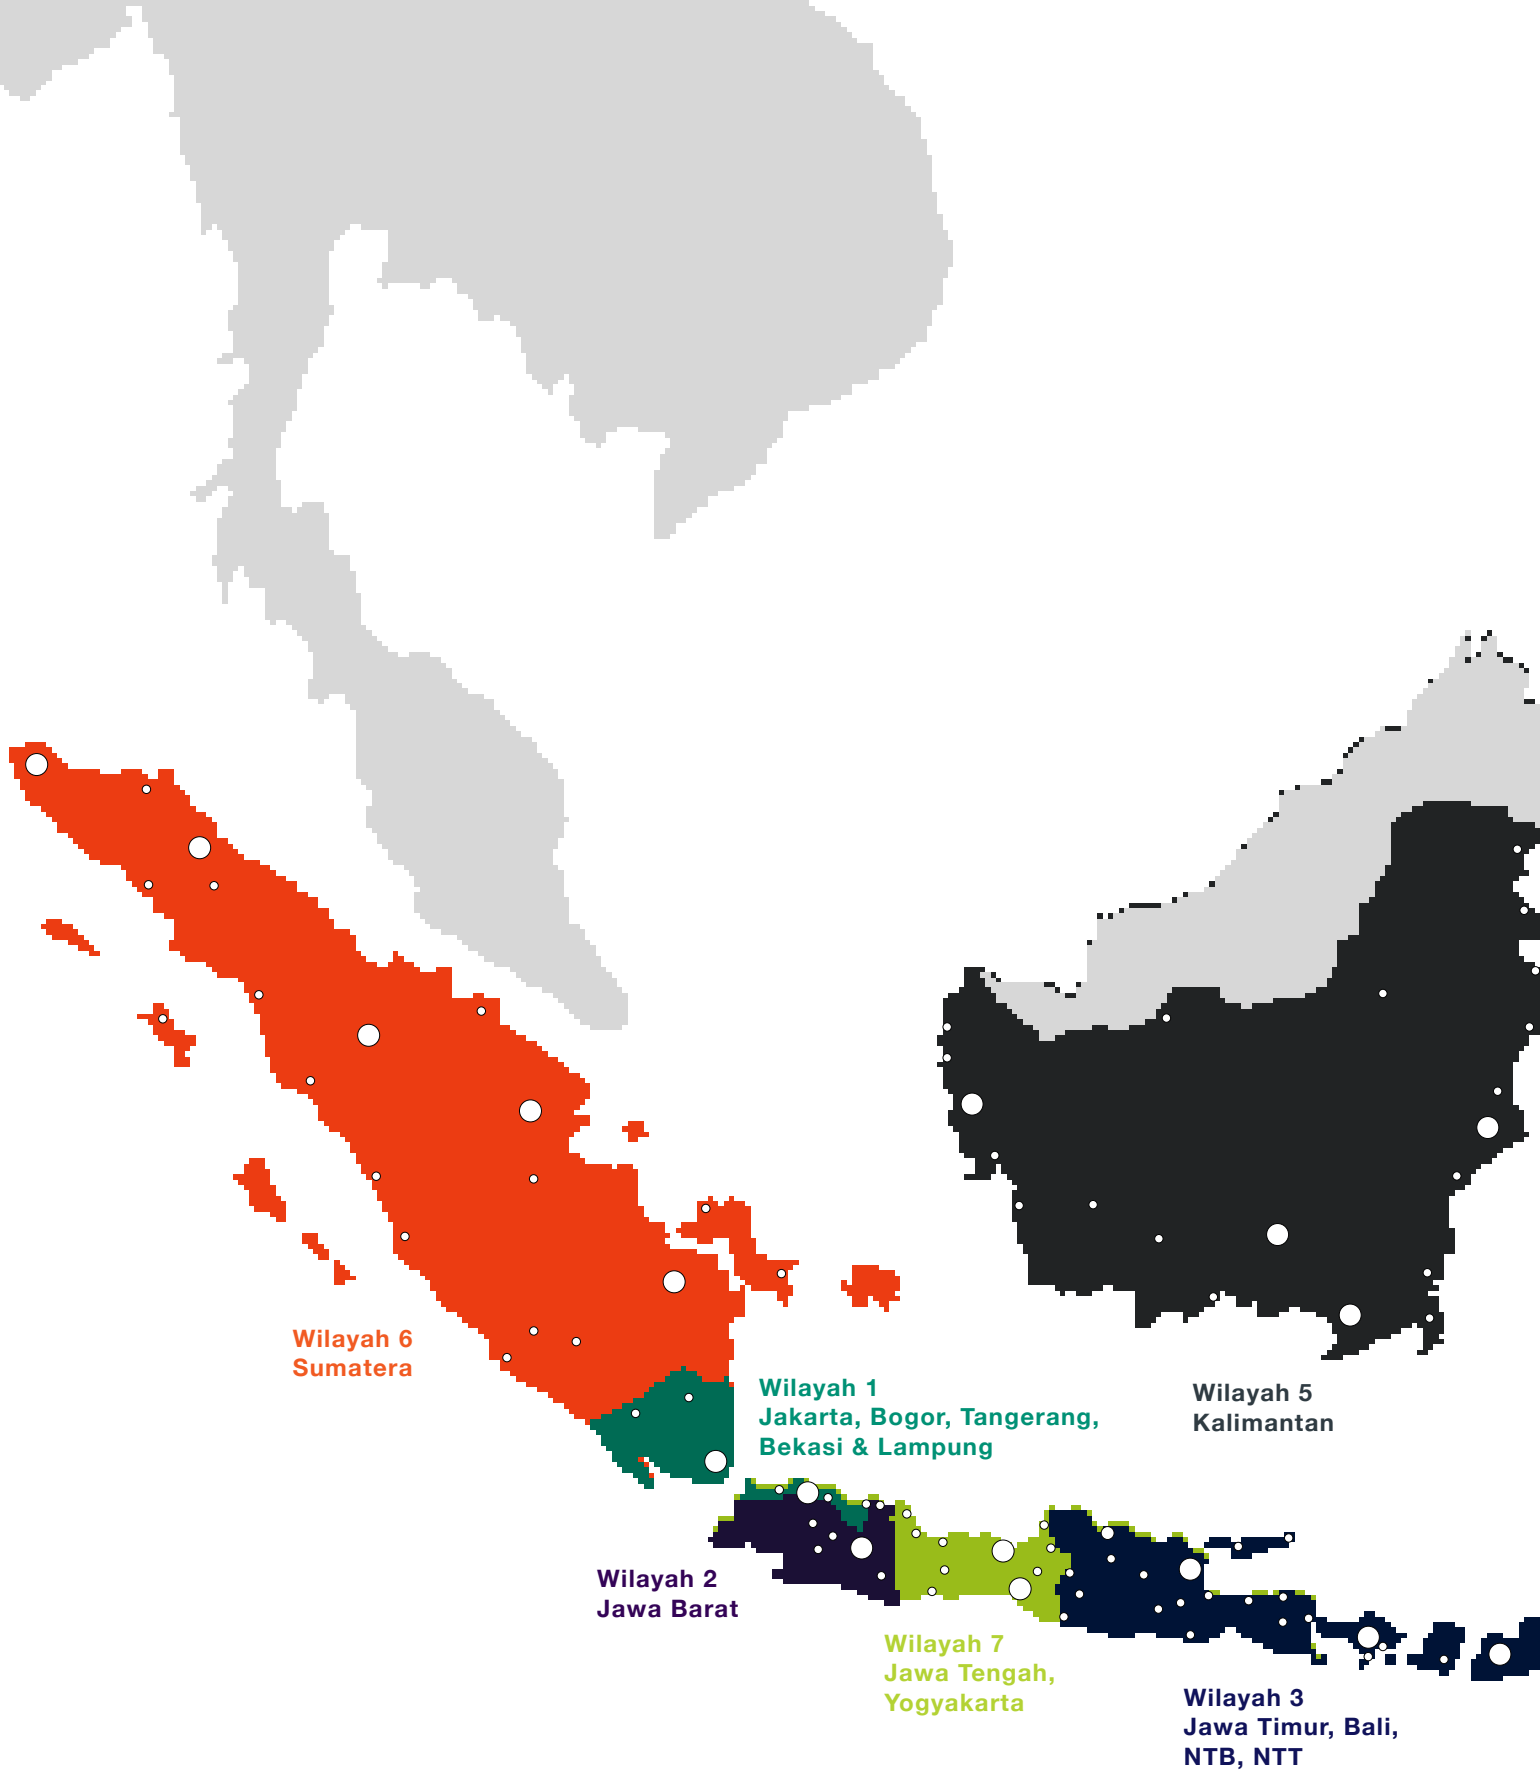 Wilayah 6
Sumatera
Wilayah 1
Jakarta, Bogor, Tangerang,
Bekasi & Lampung
Wilayah 5
Kalimantan
Wilayah 2
Jawa Barat
Wilayah 7
Jawa Tengah,
Yogyakarta
Wilayah 3
Jawa Timur, Bali,
NTB, NTT